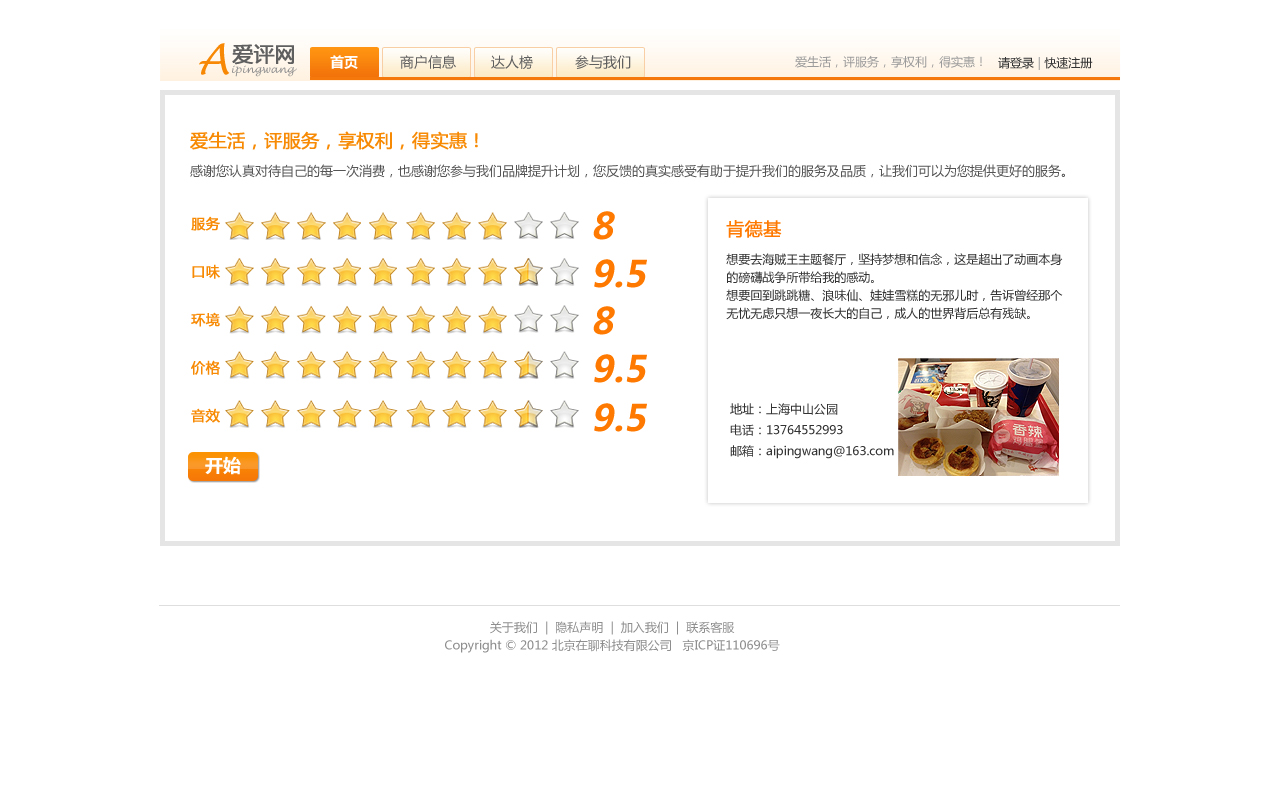 爱评网
Aipingwang
首页 商户信息 达人榜 参与我们
爱生活，评服务，享权利，得实惠！ 请登录 | 快速注册
爱生活，评服务，享权利，得实惠！
感谢您认真对待自己的每一次消费，也感谢您参与我们品牌提升计划，您反馈的真实感受有助于提升我们的服务及品质，让我们可以为您提供更好的服务。
服务 8
口味 9.5
环境 8
价格 9.5
音效 9.5
开始
肯德基
想要去海贼王主题餐厅，坚持梦想和信念，这是超出了动画本身
的磅礴战争所带给我的感动。
想要回到跳跳糖、浪味仙、娃娃雪糕的无邪儿时，告诉曾经那个
无忧无虑只想一夜长大的自己，成人的世界背后总有残缺。
地址：上海中山公园
电话：13764552993
邮箱：aipingwang@163.com
香辣
关于我们 | 隐私声明 | 加入我们 | 联系客服
Copyright © 2012 北京在聊科技有限公司 京ICP证110696号